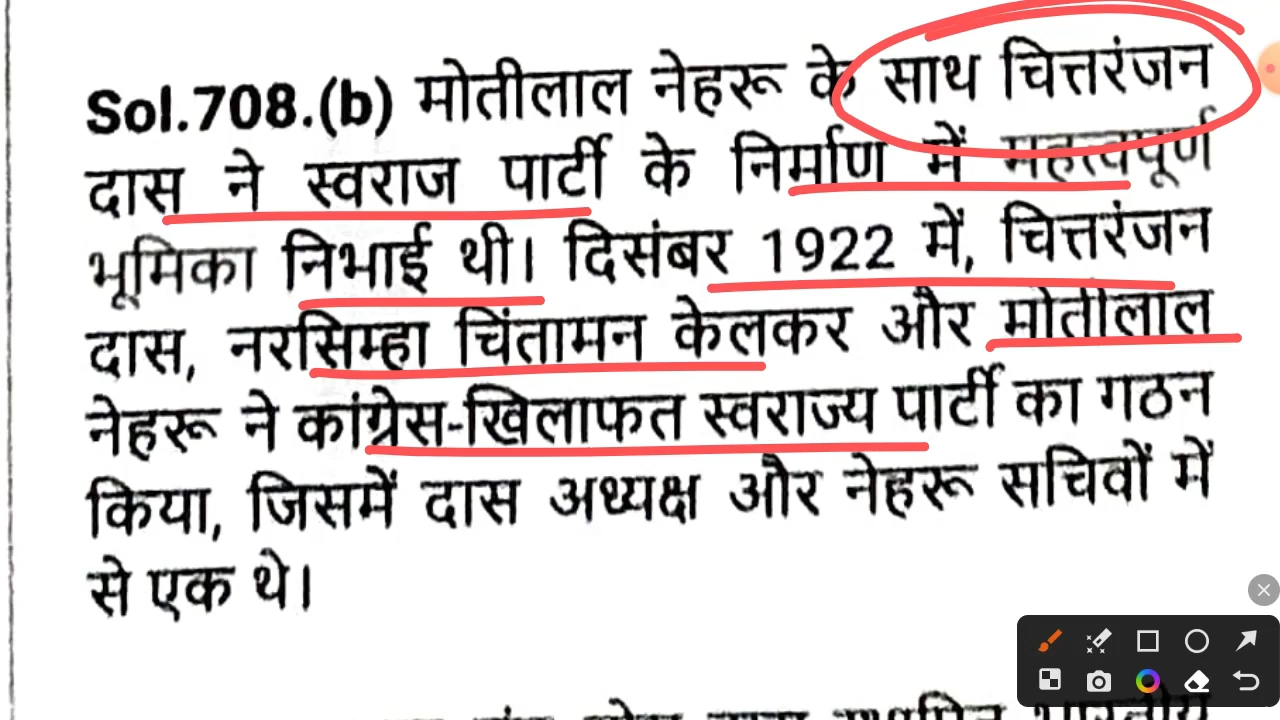 Sol.708.(b) मोतीलाल नेहरू के साथ चित्तरंजन
दास ने स्वराज पार्टी के निर्माण में महत्वपूर्ण
भूमिका निभाई थी। दिसंबर 1922 में, चित्तरंजन
दास, नरसिम्हा चिंतामन केलकर और मोतीलाल
नेहरू ने कांग्रेस-खिलाफत स्वराज्य पार्टी का गठन
किया, जिसमें दास अध्यक्ष और नेहरू सचिवों में
से एक थे।